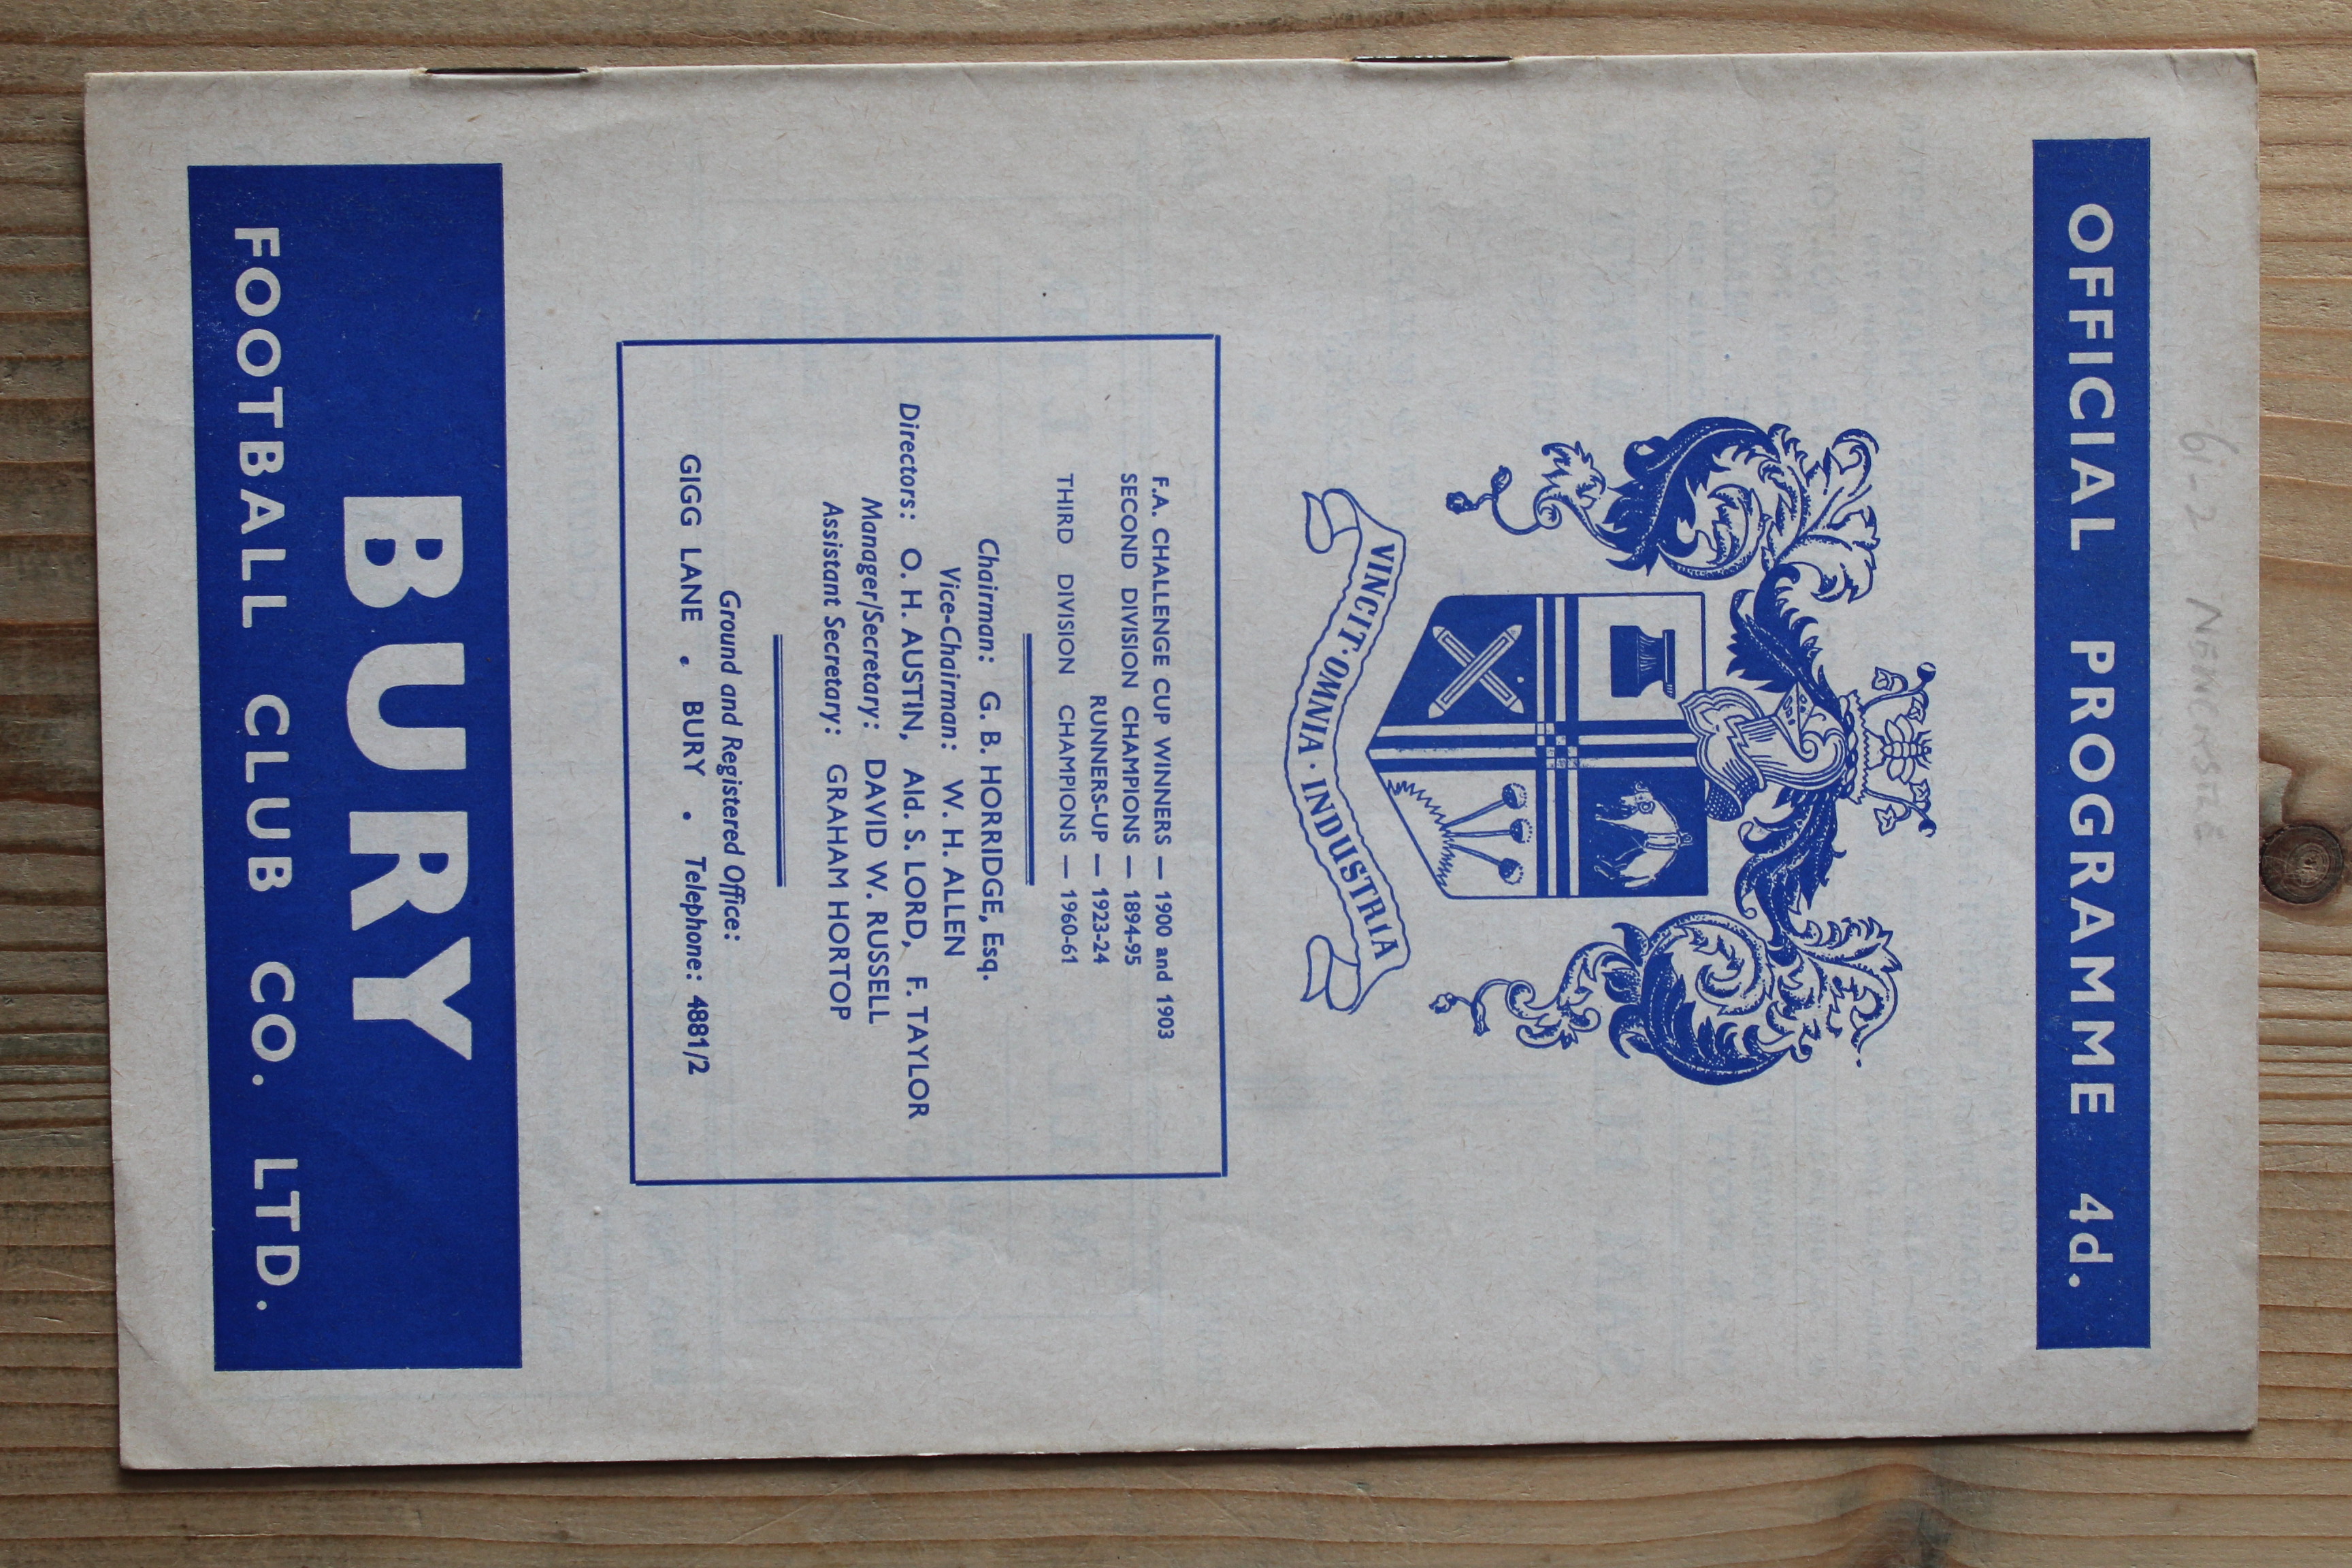 61-2 NEWCASTLE
OFFICIAL PROGRAMME 4d.
VINCIT · OMNIA · INDUSTRIA
F.A. CHALLENGE CUP WINNERS — 1900 and 1903
SECOND DIVISION CHAMPIONS — 1894-95
RUNNERS-UP — 1923-24
THIRD DIVISION CHAMPIONS — 1960-61
Chairman: G. B. HORRIDGE, Esq.
Vice-Chairman: W. H. ALLEN
Directors: O. H. AUSTIN, Ald. S. LORD, F. TAYLOR
Manager/Secretary: DAVID W. RUSSELL
Assistant Secretary: GRAHAM HORTOP
Ground and Registered Office:
GIGG LANE • BURY • Telephone: 4881/2
BURY
FOOTBALL CLUB CO. LTD.